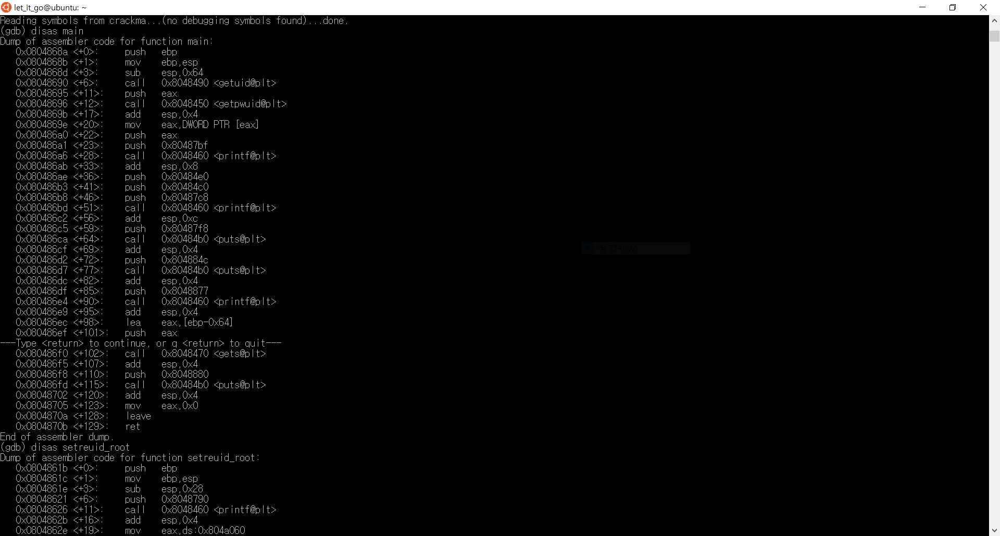 let_it_go@ubuntu: ~
Reading symbols from crackma...(no debugging symbols found)...done.
(gdb) disas main
Dump of assembler code for function main:
   0x0804868a <+0>:     push   ebp
   0x0804868b <+1>:     mov    ebp,esp
   0x0804868d <+3>:     sub    esp,0x64
   0x08048690 <+6>:     call   0x8048490 <getuid@plt>
   0x08048695 <+11>:    push   eax
   0x08048696 <+12>:    call   0x8048450 <getpwuid@plt>
   0x0804869b <+17>:    add    esp,0x4
   0x0804869e <+20>:    mov    eax,DWORD PTR [eax]
   0x080486a0 <+22>:    push   eax
   0x080486a1 <+23>:    push   0x80487bf
   0x080486a6 <+28>:    call   0x8048460 <printf@plt>
   0x080486ab <+33>:    add    esp,0x8
   0x080486ae <+36>:    push   0x80484e0
   0x080486b3 <+41>:    push   0x80484c0
   0x080486b8 <+46>:    push   0x80487c8
   0x080486bd <+51>:    call   0x8048460 <printf@plt>
   0x080486c2 <+56>:    add    esp,0xc
   0x080486c5 <+59>:    push   0x80487f8
   0x080486ca <+64>:    call   0x80484b0 <puts@plt>
   0x080486cf <+69>:    add    esp,0x4
   0x080486d2 <+72>:    push   0x804884c
   0x080486d7 <+77>:    call   0x80484b0 <puts@plt>
   0x080486dc <+82>:    add    esp,0x4
   0x080486df <+85>:    push   0x8048877
   0x080486e4 <+90>:    call   0x8048460 <printf@plt>
   0x080486e9 <+95>:    add    esp,0x4
   0x080486ec <+98>:    lea    eax,[ebp-0x64]
   0x080486ef <+101>:   push   eax
---Type <return> to continue, or q <return> to quit---
   0x080486f0 <+102>:   call   0x8048470 <gets@plt>
   0x080486f5 <+107>:   add    esp,0x4
   0x080486f8 <+110>:   push   0x8048880
   0x080486fd <+115>:   call   0x80484b0 <puts@plt>
   0x08048702 <+120>:   add    esp,0x4
   0x08048705 <+123>:   mov    eax,0x0
   0x0804870a <+128>:   leave
   0x0804870b <+129>:   ret
End of assembler dump.
(gdb) disas setreuid_root
Dump of assembler code for function setreuid_root:
   0x0804861b <+0>:     push   ebp
   0x0804861c <+1>:     mov    ebp,esp
   0x0804861e <+3>:     sub    esp,0x28
   0x08048621 <+6>:     push   0x8048790
   0x08048626 <+11>:    call   0x8048460 <printf@plt>
   0x0804862b <+16>:    add    esp,0x4
   0x0804862e <+19>:    mov    eax,ds:0x804a060